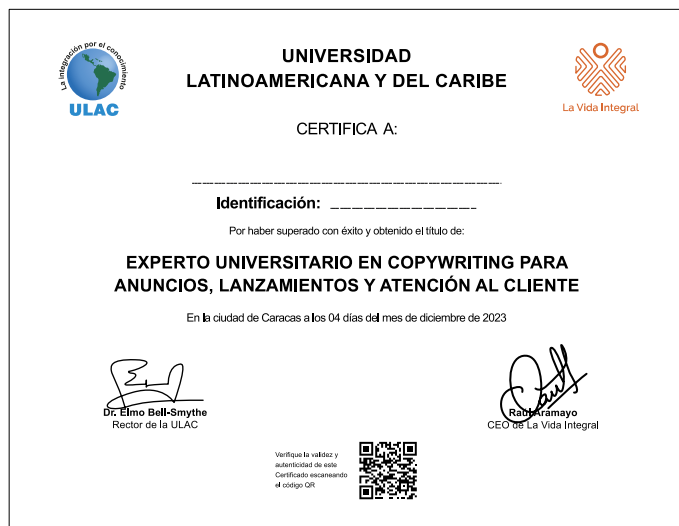 La integración por el conocimiento
ULAC
UNIVERSIDAD
LATINOAMERICANA Y DEL CARIBE
La Vida Integral
CERTIFICA A:
Identificación:
Por haber superado con éxito y obtenido el título de:
EXPERTO UNIVERSITARIO EN COPYWRITING PARA
ANUNCIOS, LANZAMIENTOS Y ATENCIÓN AL CLIENTE
En la ciudad de Caracas a los 04 días del mes de diciembre de 2023
Dr. Elmo Bell-Smythe
Rector de la ULAC
Raúl Aramayo
CEO de La Vida Integral
Verifique la validez y
autenticidad de este
Certificado escaneando
el código QR